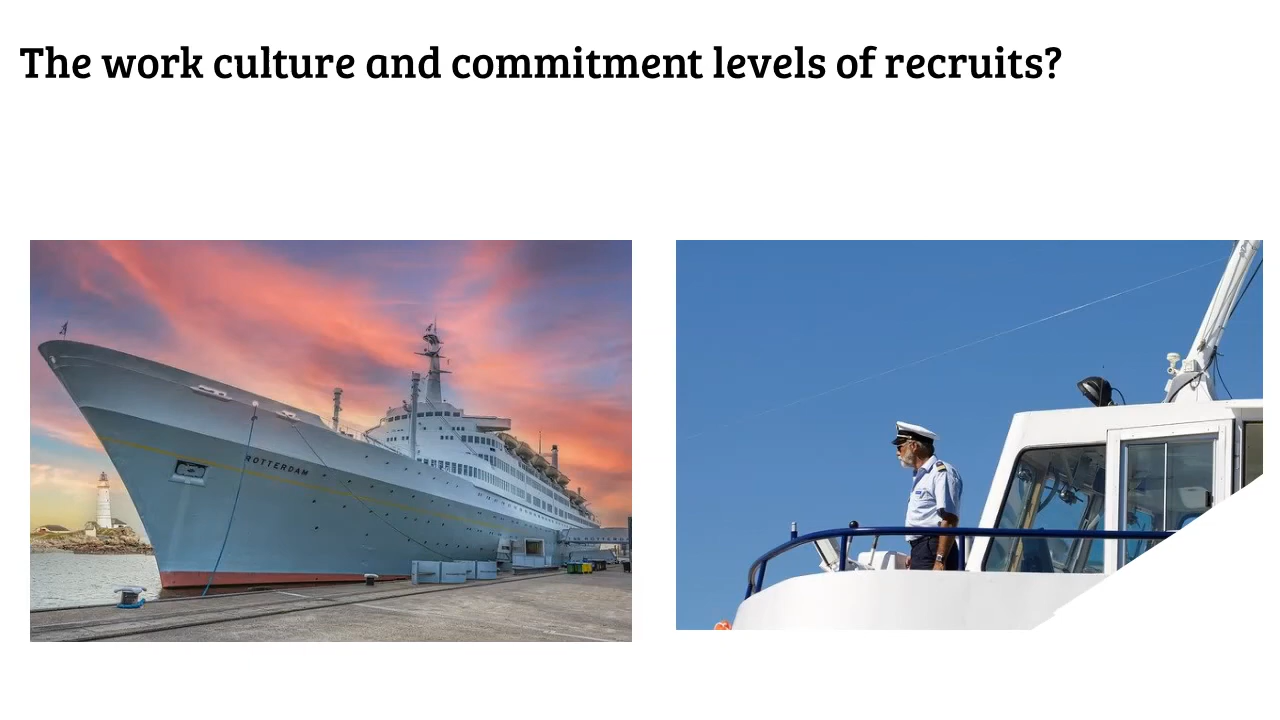 The work culture and commitment levels of recruits?
ROTTERDAM